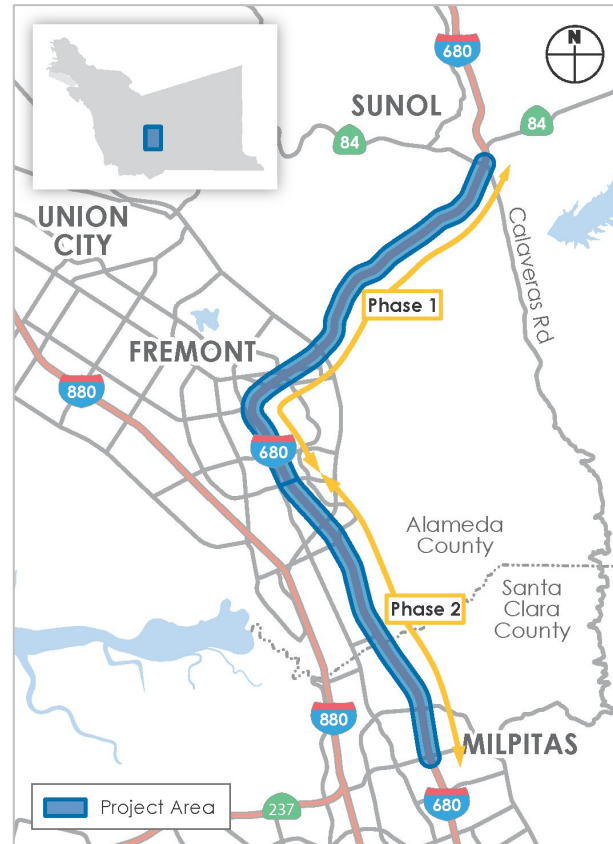 N
680
SUNOL
84
84
UNION
CITY
Calaveras Rd
Phase 1
FREMONT
880
680
Alameda
County
Santa
Clara
County
Phase 2
880
MILPITAS
Project Area
237
680